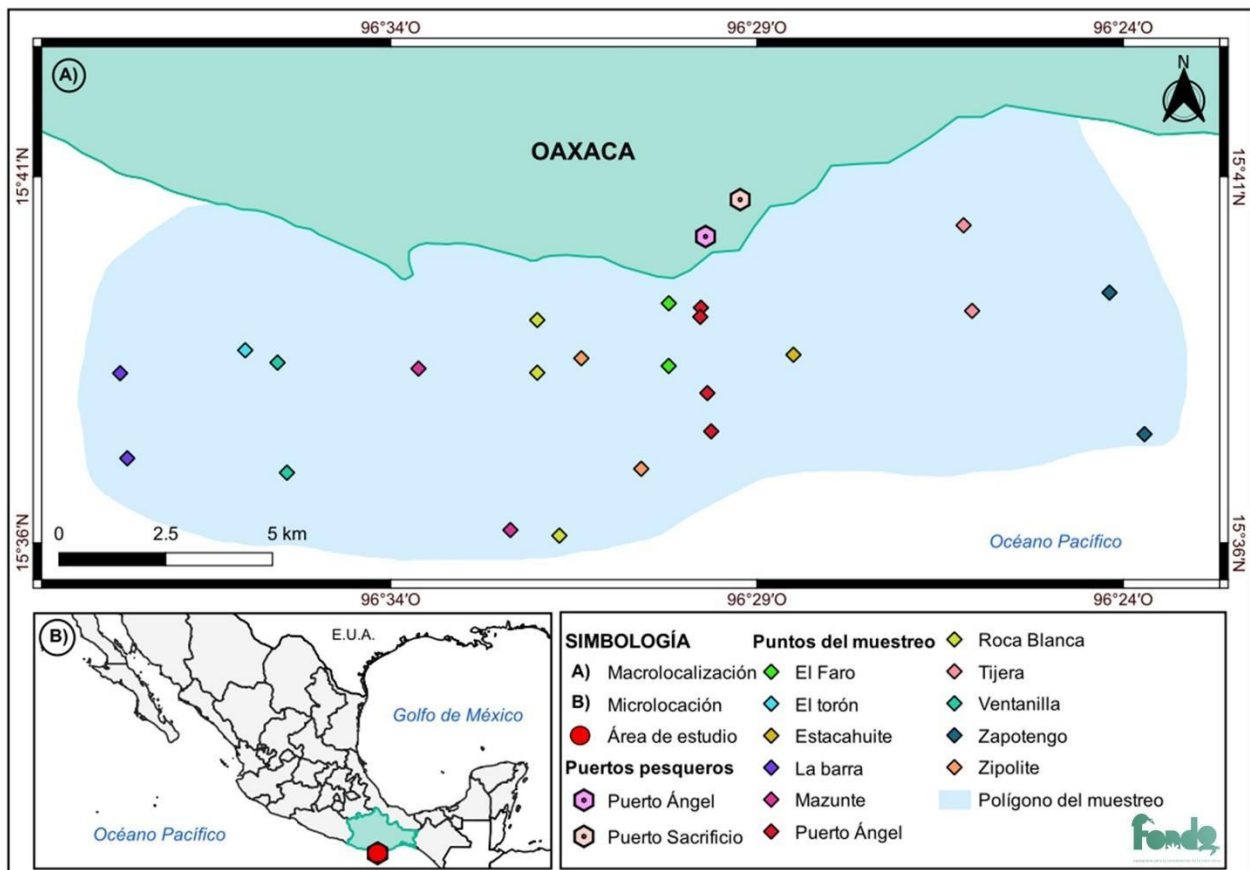 96°34′O 96°29′O 96°24′O
A)
N
OAXACA
15°41′N 15°41′N
0 2.5 5 km
Océano Pacífico
15°36′N 15°36′N
96°34′O 96°29′O 96°24′O
B)
E.U.A.
Golfo de México
Océano Pacífico
SIMBOLOGÍA
A) Macrolocalización
B) Microlocación
Área de estudio
Puertos pesqueros
Puerto Ángel
Puerto Sacrificio
Puntos del muestreo
El Faro
El torón
Estacahuite
La barra
Mazunte
Puerto Ángel
Roca Blanca
Tijera
Ventanilla
Zapotengo
Zipolite
Polígono del muestreo
fondo